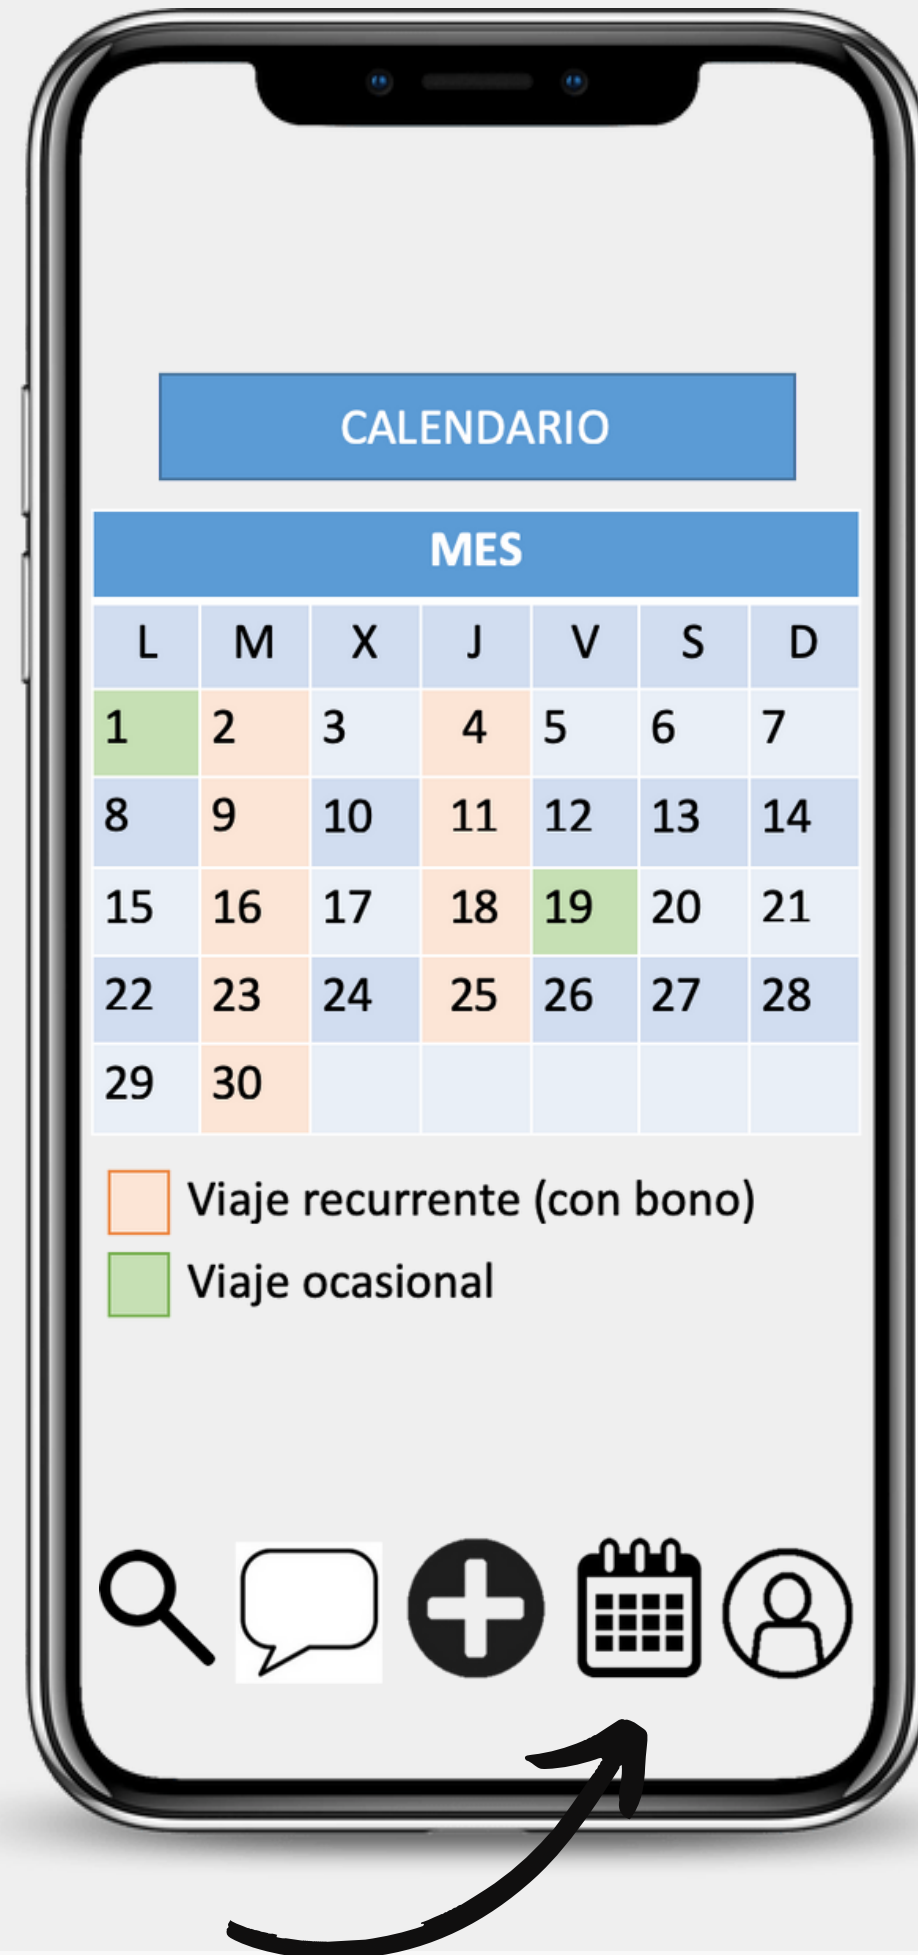 CALENDARIO
MES
L M X J V S D
1 2 3 4 5 6 7
8 9 10 11 12 13 14
15 16 17 18 19 20 21
22 23 24 25 26 27 28
29 30
Viaje recurrente (con bono)
Viaje ocasional